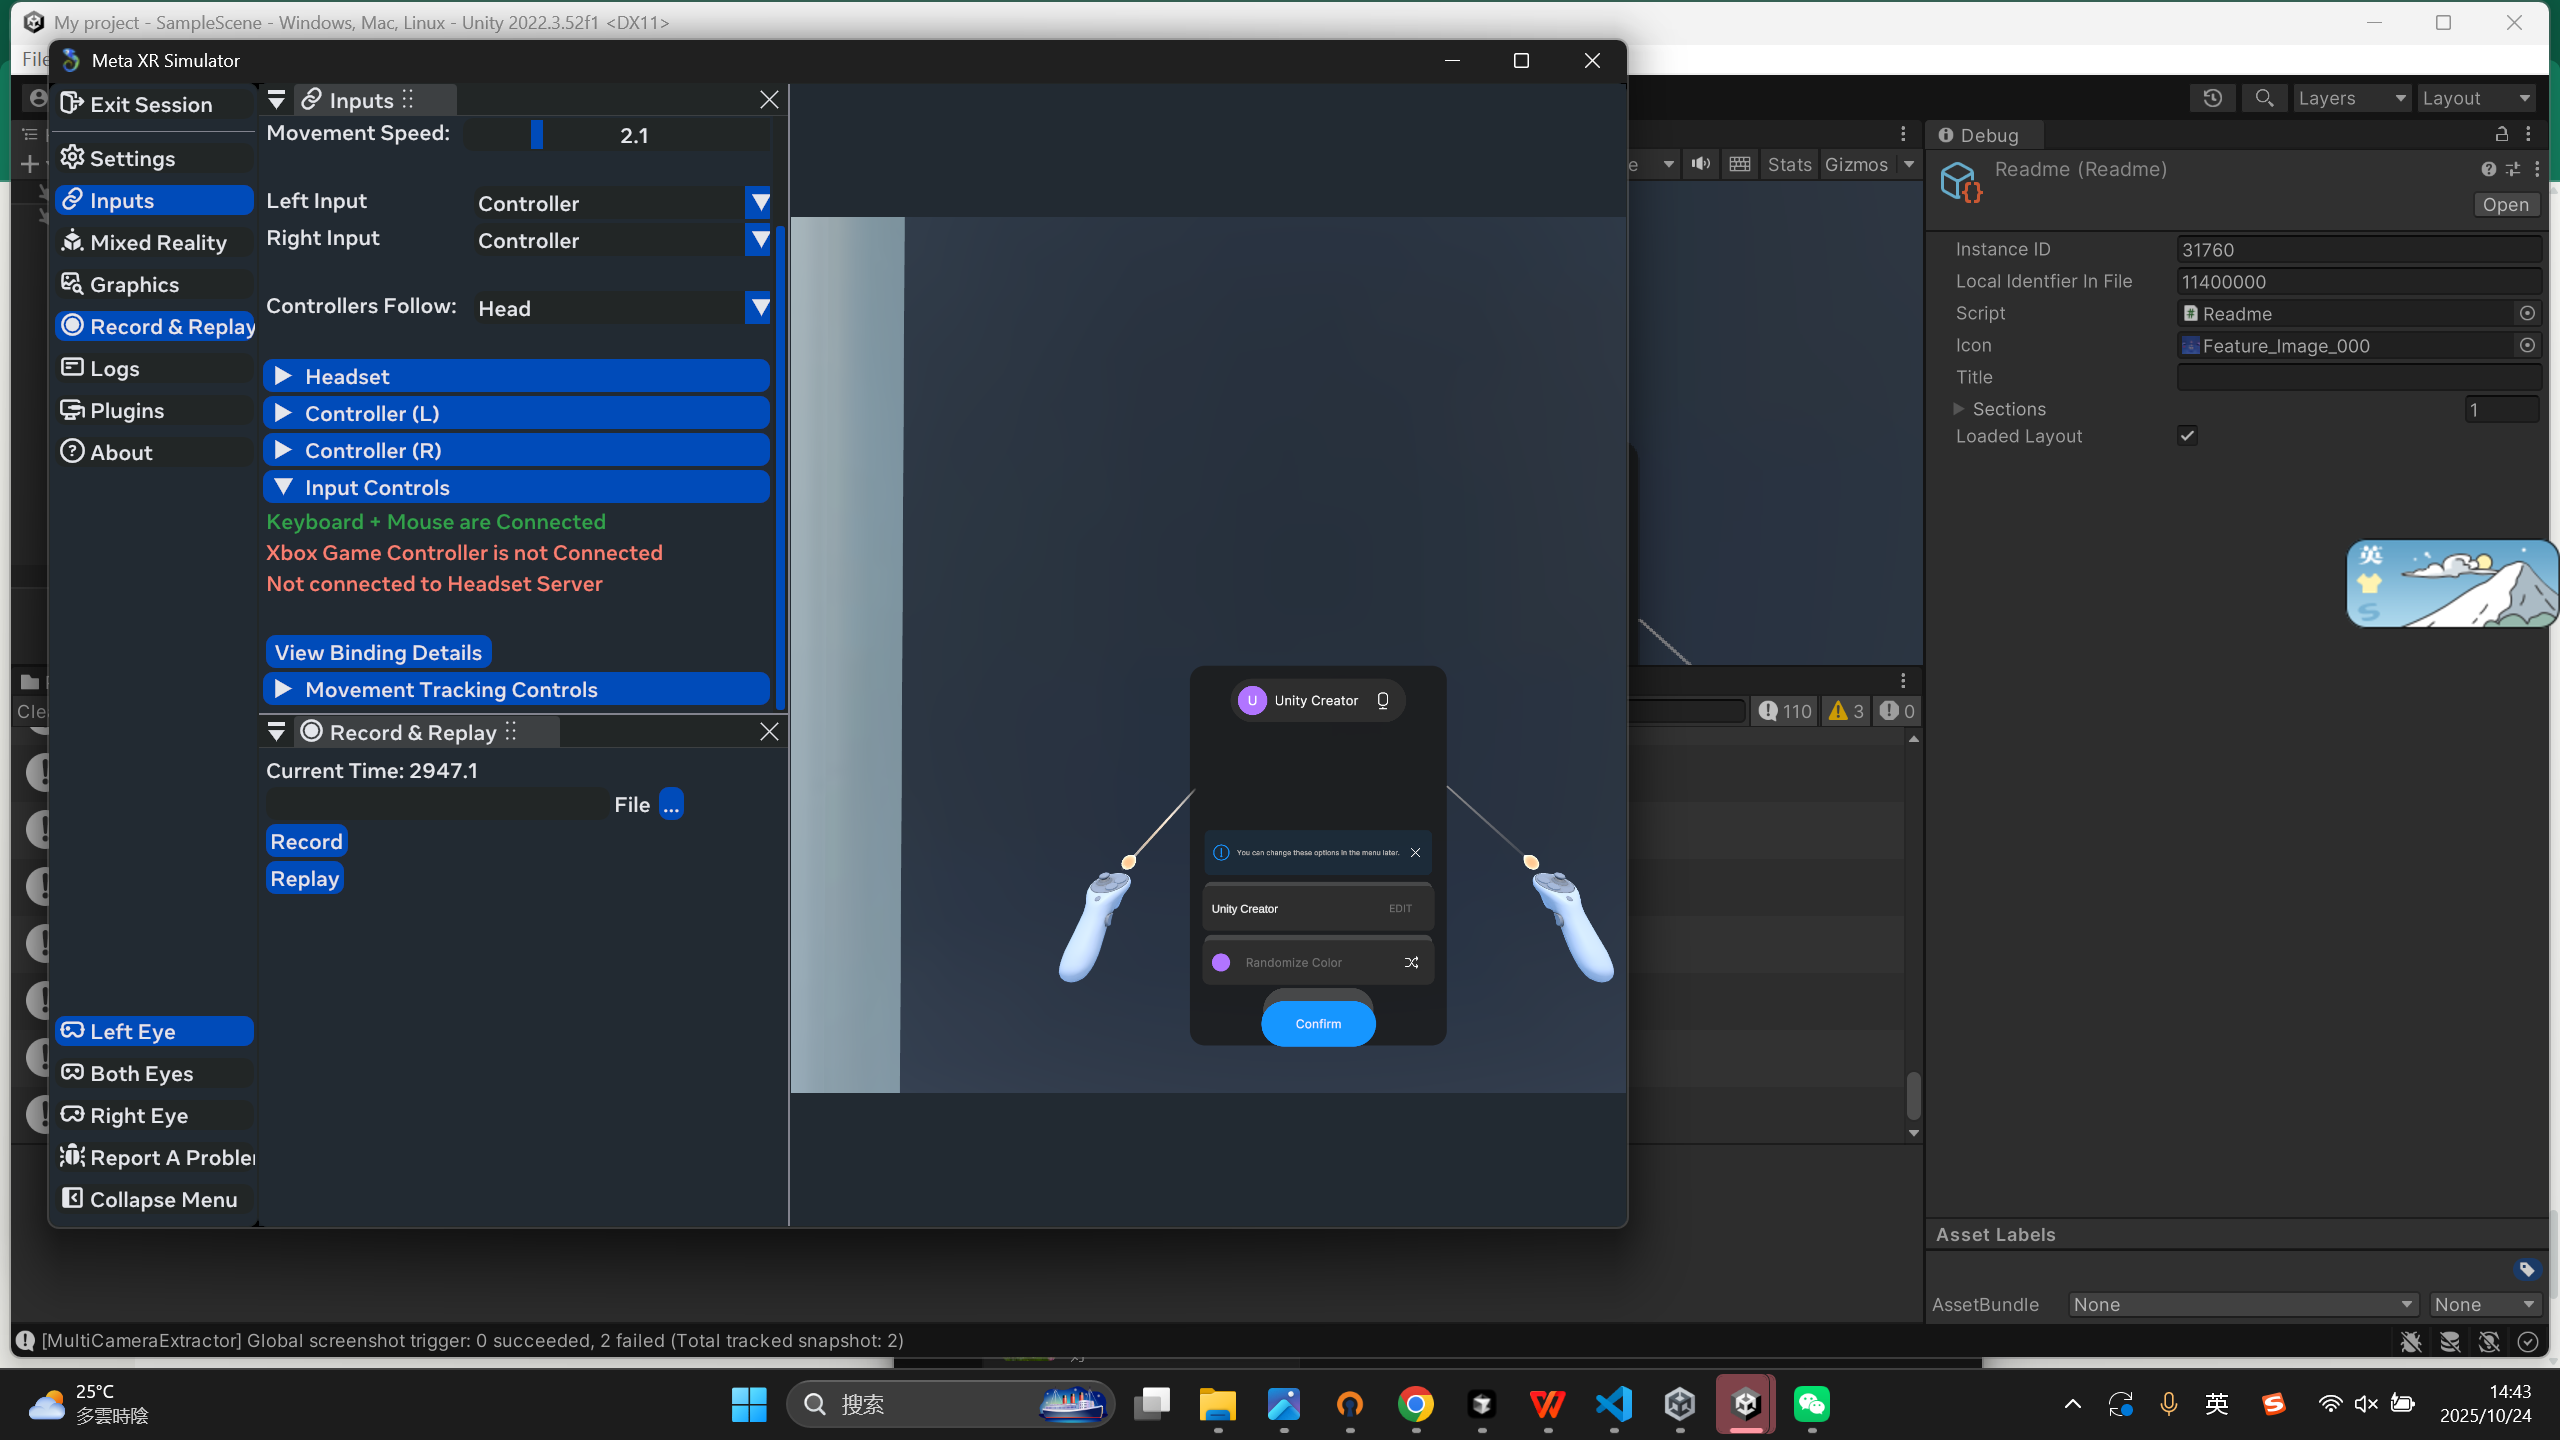 My project - SampleScene - Windows, Mac, Linux - Unity 2022.3.52f1 <DX11>
File
Meta XR Simulator
Exit Session
Settings
Inputs
Mixed Reality
Graphics
Record & Replay
Logs
Plugins
About
Left Eye
Both Eyes
Right Eye
Report A Proble
Collapse Menu
Inputs
Movement Speed: 2.1
Left Input Controller
Right Input Controller
Controllers Follow: Head
Headset
Controller (L)
Controller (R)
Input Controls
Keyboard + Mouse are Connected
Xbox Game Controller is not Connected
Not connected to Headset Server
View Binding Details
Movement Tracking Controls
Record & Replay
Current Time: 2947.1
File ...
Record
Replay
U Unity Creator
You can change these options in the menu later.
Unity Creator EDIT
Randomize Color
Confirm
Layers Layout
e Stats Gizmos
110 3 0
Cle
Debug
Readme (Readme)
Open
Instance ID 31760
Local Identfier In File 11400000
Script # Readme
Icon Feature_Image_000
Title
Sections 1
Loaded Layout
英
S
Asset Labels
AssetBundle None None
[MultiCameraExtractor] Global screenshot trigger: 0 succeeded, 2 failed (Total tracked snapshot: 2)
25°C
多雲時陰
搜索
英
S
14:43
2025/10/24